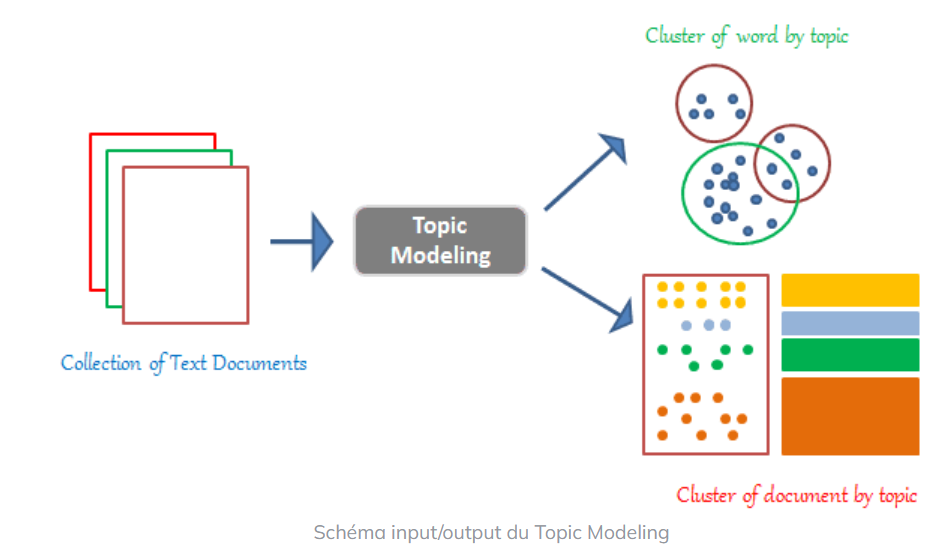 Cluster of word by topic
Topic
Modeling
Collection of Text Documents
Cluster of document by topic
Schéma input/output du Topic Modeling